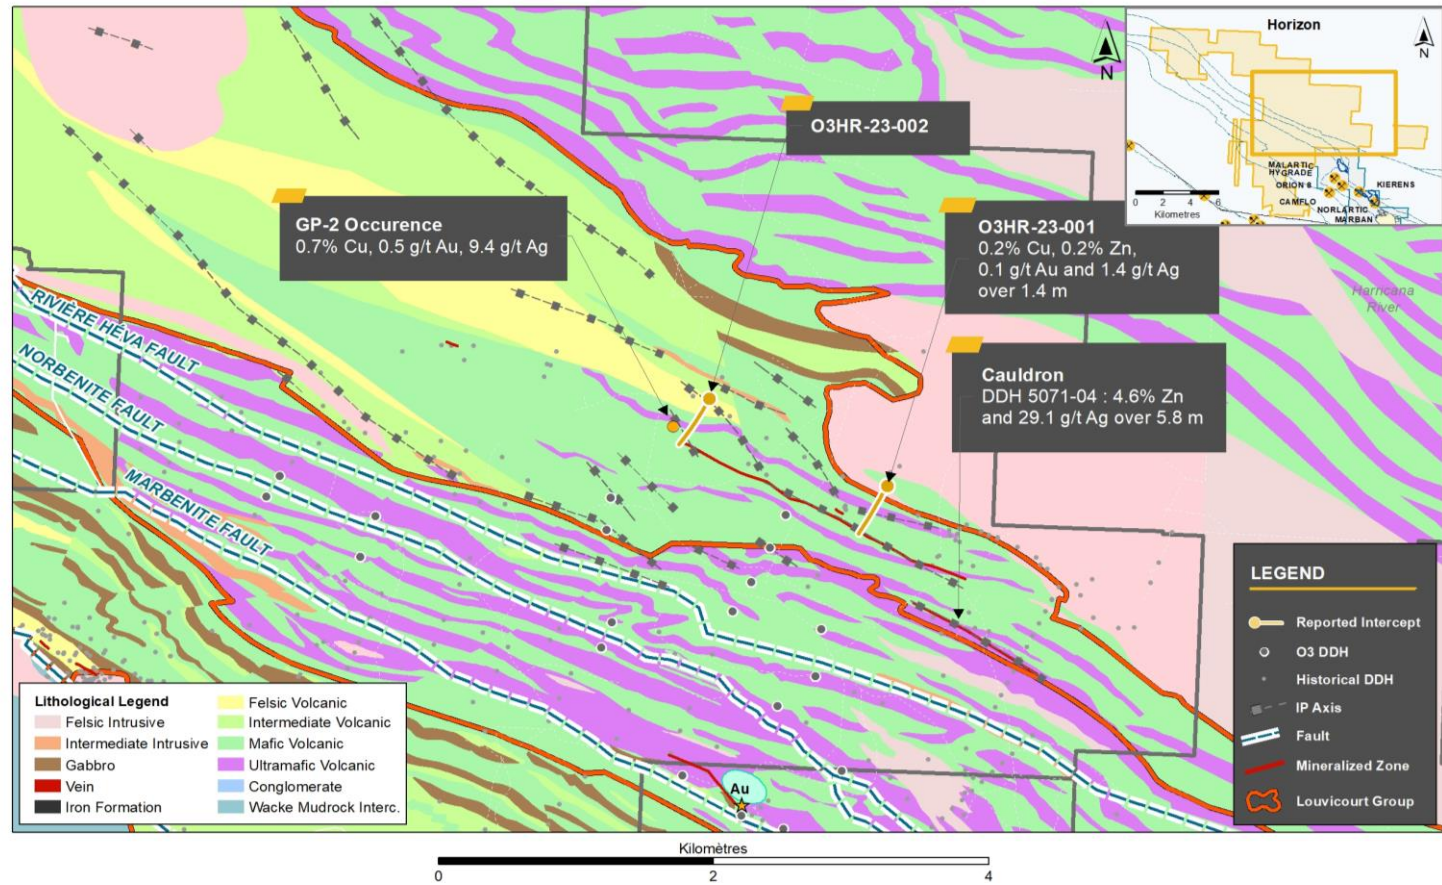 Horizon
N
N
MALARTIC
HYGRADE
ORION 8
KIERENS
CAMFLO
NORLARTIC
MARBAN
0 2 4 6
Kilometres
O3HR-23-002
GP-2 Occurence
0.7% Cu, 0.5 g/t Au, 9.4 g/t Ag
O3HR-23-001
0.2% Cu, 0.2% Zn,
0.1 g/t Au and 1.4 g/t Ag
over 1.4 m
Harricana
River
RIVIÈRE HÉVA FAULT
NORBENITE FAULT
MARBENITE FAULT
Cauldron
DDH 5071-04 : 4.6% Zn
and 29.1 g/t Ag over 5.8 m
LEGEND
Reported Intercept
O3 DDH
Historical DDH
IP Axis
Fault
Mineralized Zone
Louvicourt Group
Lithological Legend
Felsic Intrusive
Intermediate Intrusive
Gabbro
Vein
Iron Formation
Felsic Volcanic
Intermediate Volcanic
Mafic Volcanic
Ultramafic Volcanic
Conglomerate
Wacke Mudrock Interc.
Au
Kilomètres
0 2 4